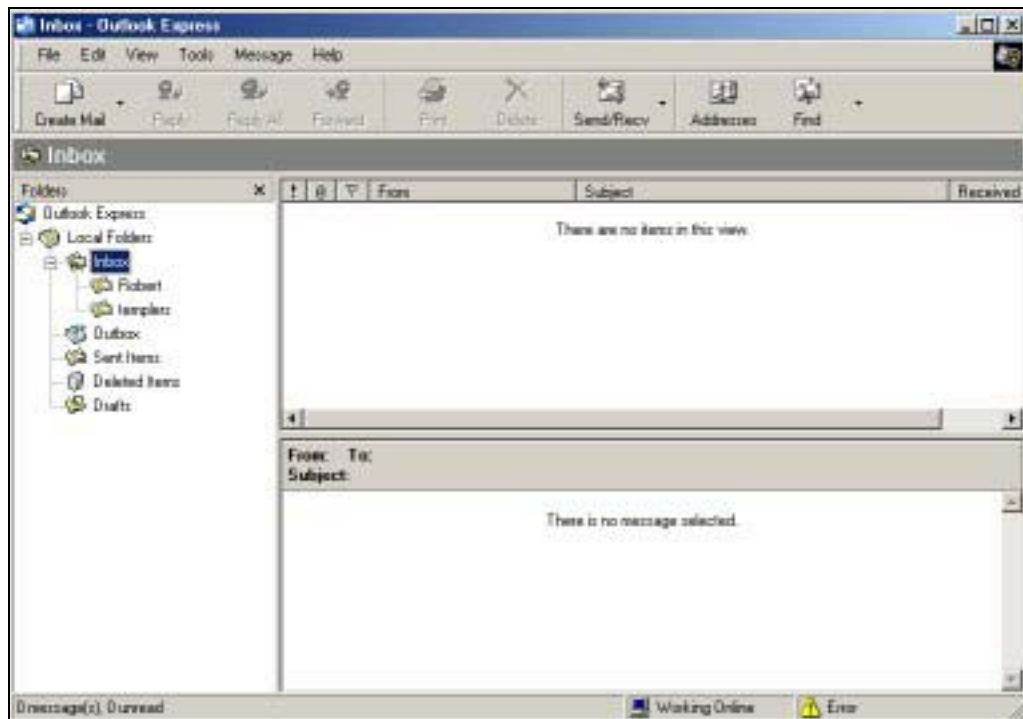 Inbox - Outlook Express
File Edit View Tools Message Help
Create Mail Reply Reply All Forward Print Delete Send/Recv Addresses Find
Inbox
Folders
! From Subject Received
Outlook Express
There are no items in this view.
Local Folders
Inbox
Robert
templers
Outbox
Sent Items
Deleted Items
Drafts
From: To:
Subject:
There is no message selected.
0 message(s), 0 unread Working Online Error